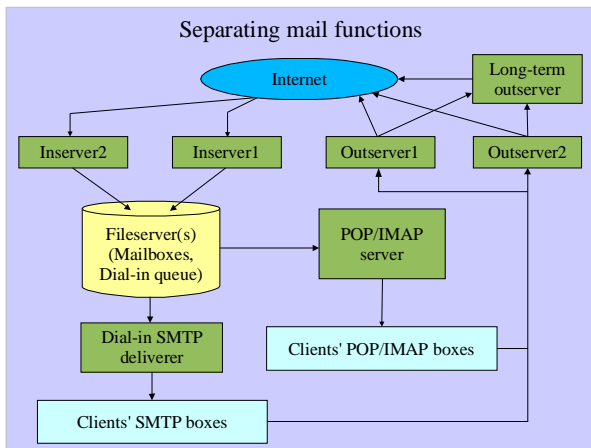 Separating mail functions
Internet
Long-term
outserver
Inserver2
Inserver1
Outserver1
Outserver2
Fileserver(s)
(Mailboxes,
Dial-in queue)
POP/IMAP
server
Dial-in SMTP
deliverer
Clients' POP/IMAP boxes
Clients' SMTP boxes